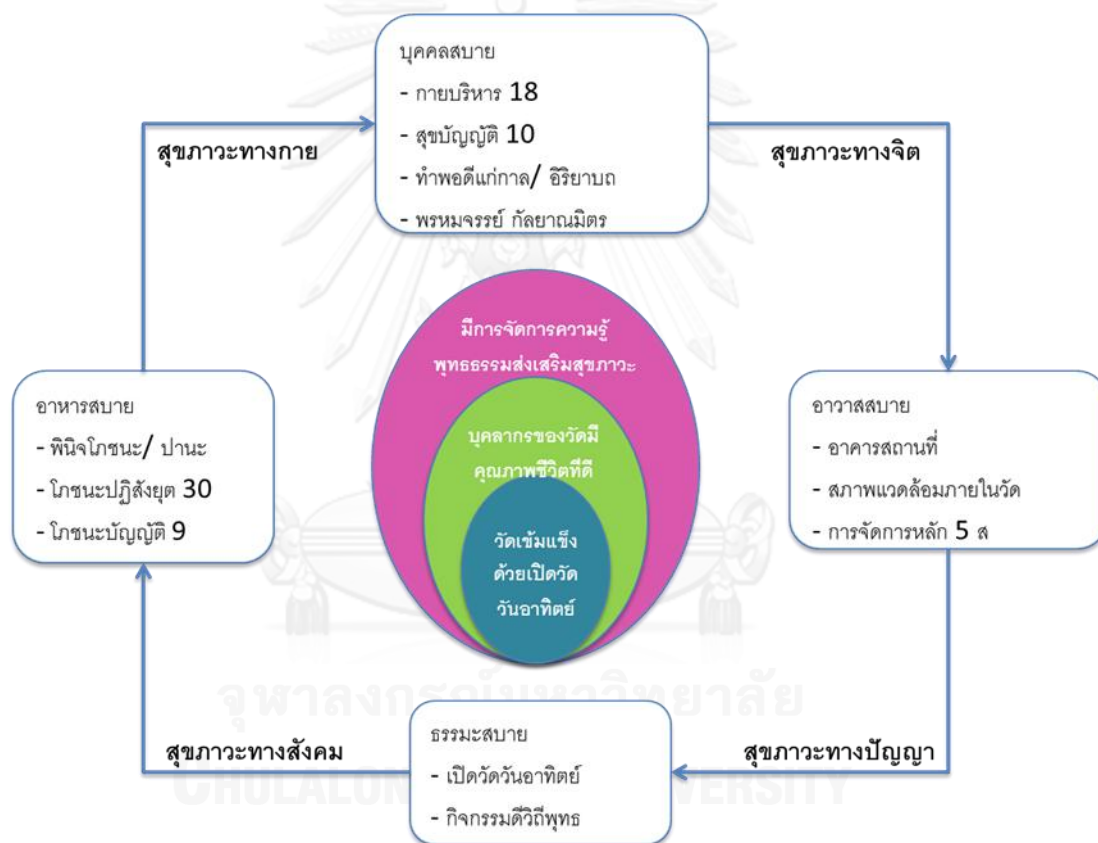 บุคคลสบาย
- กายบริหาร 18
- สุขบัญญัติ 10
- ทำพอดีแก่กาล/ อิริยาบถ
- พรหมจรรย์ กัลยาณมิตร
สุขภาวะทางกาย
สุขภาวะทางจิต
มีการจัดการความรู้
พุทธธรรมส่งเสริมสุขภาวะ
บุคลากรของวัดมี
คุณภาพชีวิตที่ดี
วัดเข้มแข็ง
ด้วยเปิดวัด
วันอาทิตย์
อาหารสบาย
- พินิจโภชนะ/ ปานะ
- โภชนะปฏิสังยุต 30
- โภชนะบัญญัติ 9
อาวาสสบาย
- อาคารสถานที่
- สภาพแวดล้อมภายในวัด
- การจัดการหลัก 5 ส
สุขภาวะทางสังคม
สุขภาวะทางปัญญา
ธรรมะสบาย
- เปิดวัดวันอาทิตย์
- กิจกรรมดีวิถีพุทธ
จุฬาลงกรณ์มหาวิทยาลัย